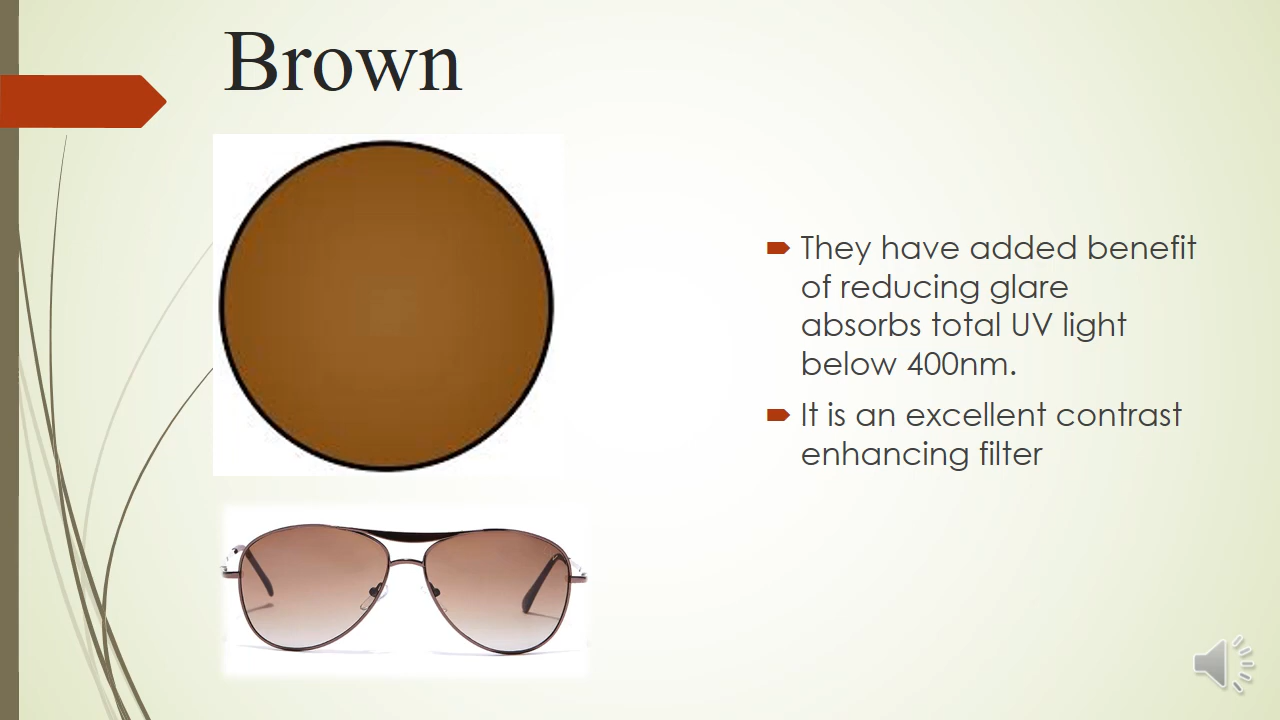 Brown
They have added benefit
of reducing glare
absorbs total UV light
below 400nm.
It is an excellent contrast
enhancing filter